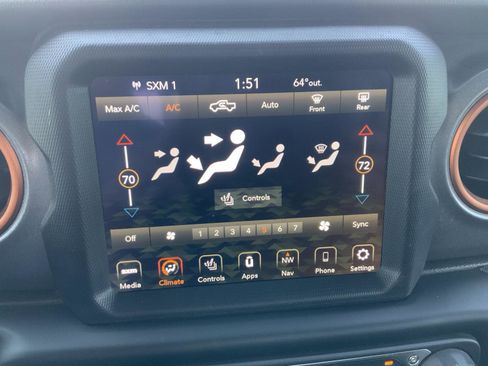 SXM 1 1:51 64°out.
Max A/C A/C Auto Front Rear
70 72
Controls
Off 1 2 3 4 5 6 7 Sync
NW
Media Climate Controls Apps Nav Phone Settings